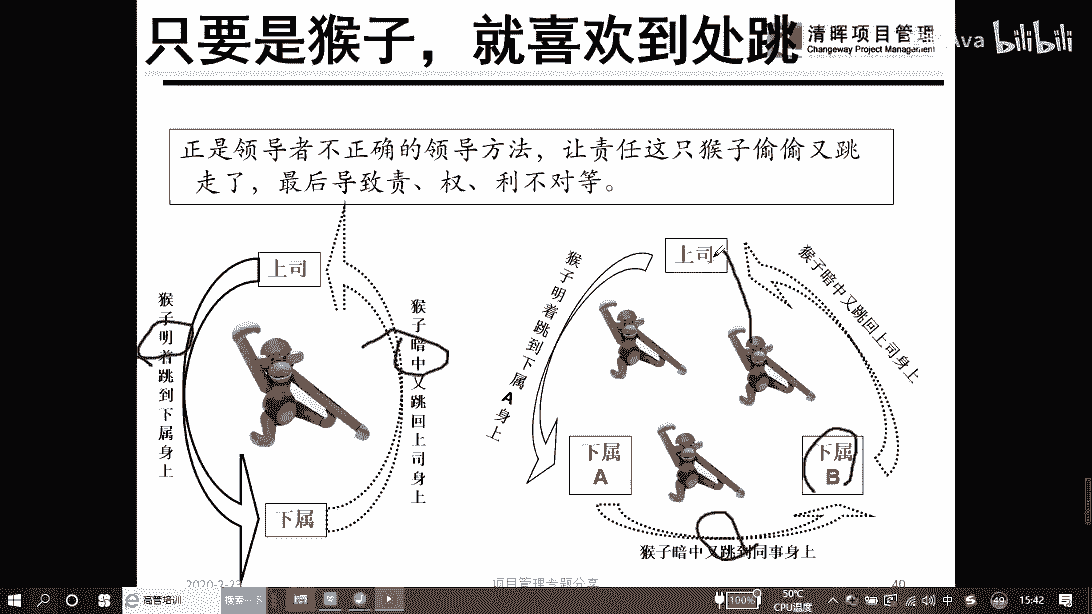 只要是猴子，就喜欢到处跳
清晖项目管理
Changeway Project Management
Ava
bilibili
正是领导者不正确的领导方法，让责任这只猴子偷偷又跳
走了，最后导致责、权、利不对等。
上司
猴子明着跳到下属身上
猴子暗中又跳回上司身上
下属
上司
猴子明着跳到下属A身上
猴子暗中又跳回上司身上
下属
A
下属
B
猴子暗中又跳到同事身上
2020-2-23
项目管理专题分享
40
高管培训
搜索…
100%
50℃
CPU温度
中
49
15:42